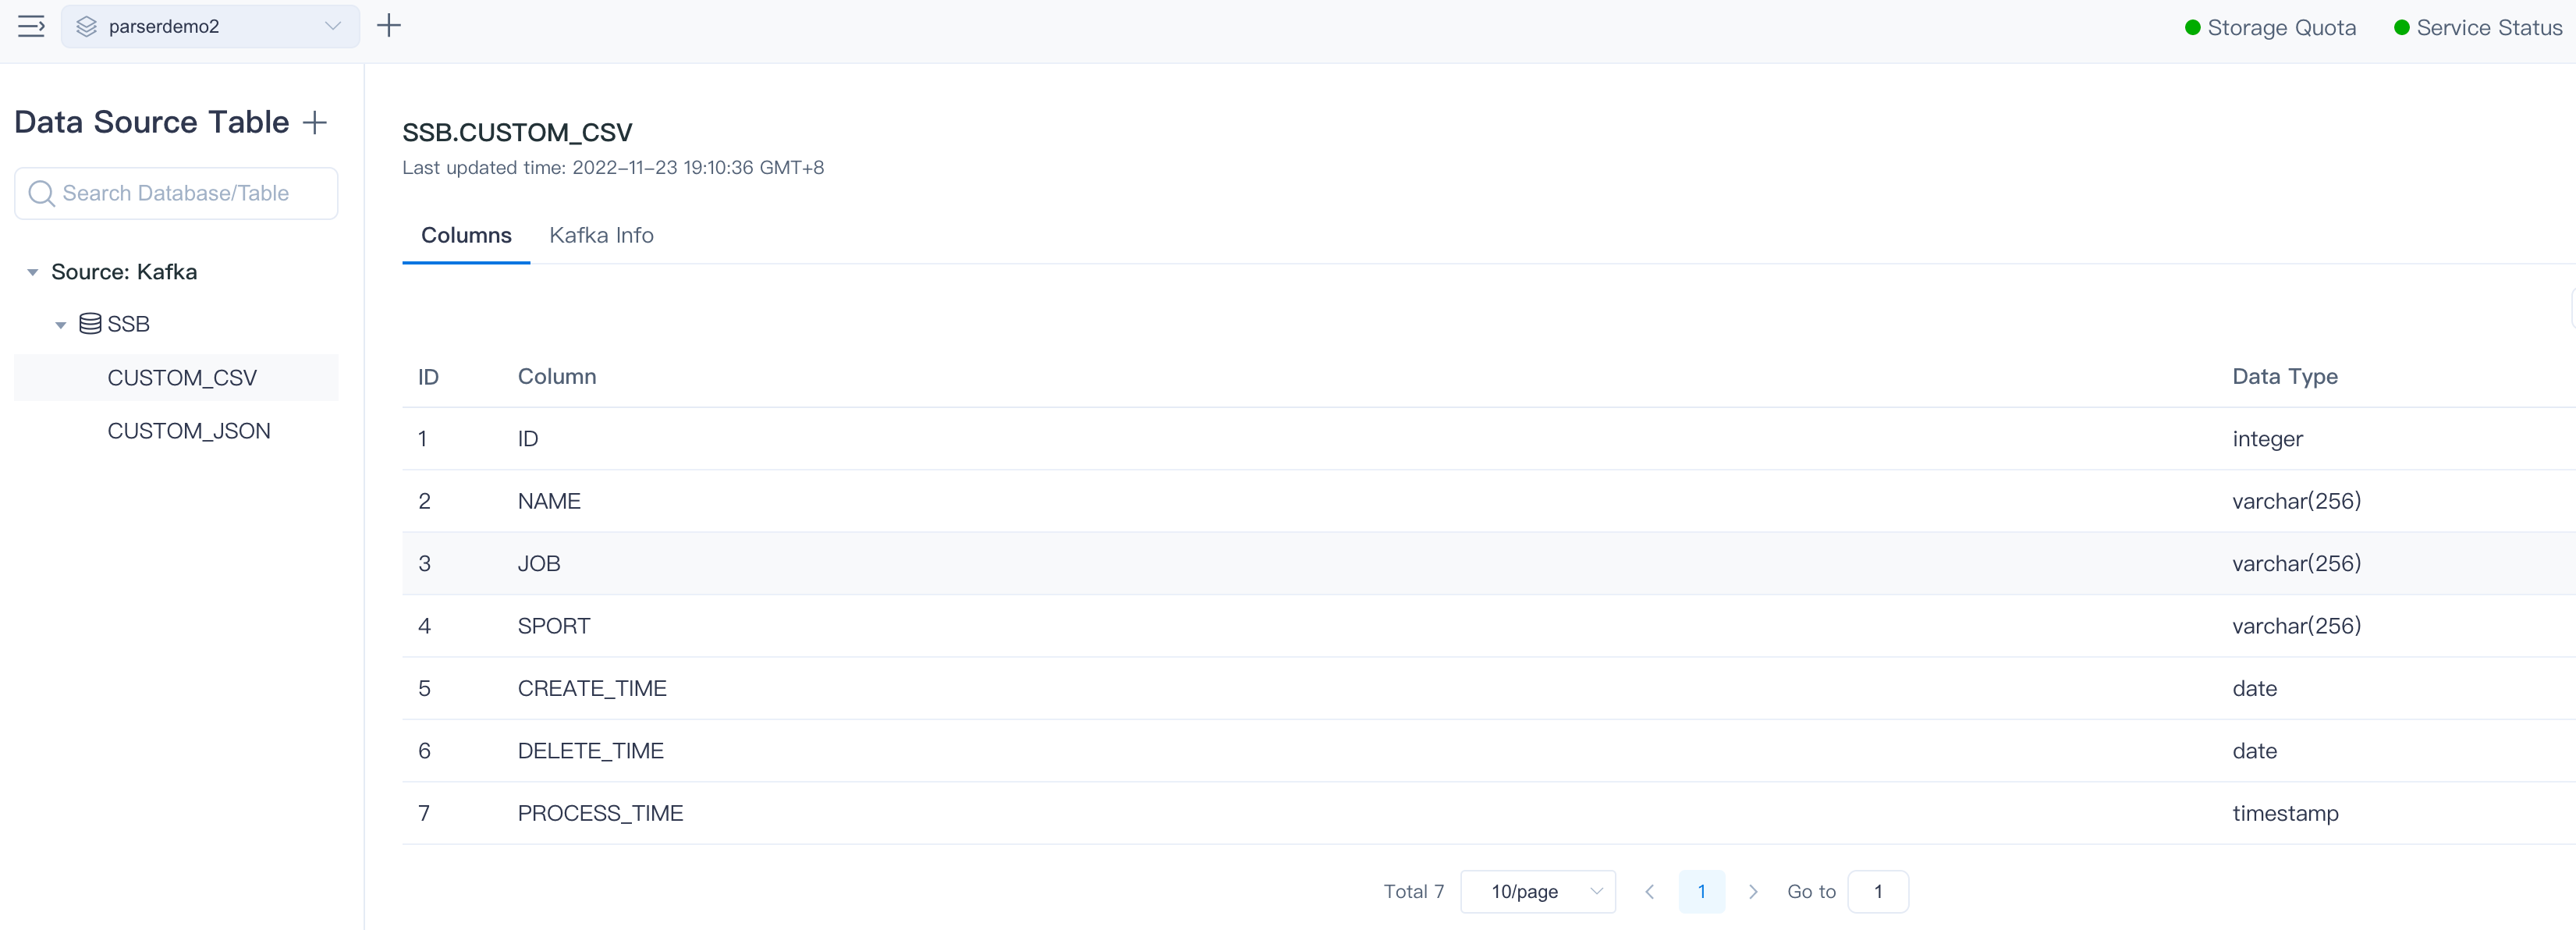 parserdemo2
Storage Quota
Service Status
Data Source Table
Search Database/Table
Source: Kafka
SSB
CUSTOM_CSV
CUSTOM_JSON
SSB.CUSTOM_CSV
Last updated time: 2022-11-23 19:10:36 GMT+8
Columns Kafka Info
ID Column Data Type
1 ID integer
2 NAME varchar(256)
3 JOB varchar(256)
4 SPORT varchar(256)
5 CREATE_TIME date
6 DELETE_TIME date
7 PROCESS_TIME timestamp
Total 7 10/page 1 Go to 1